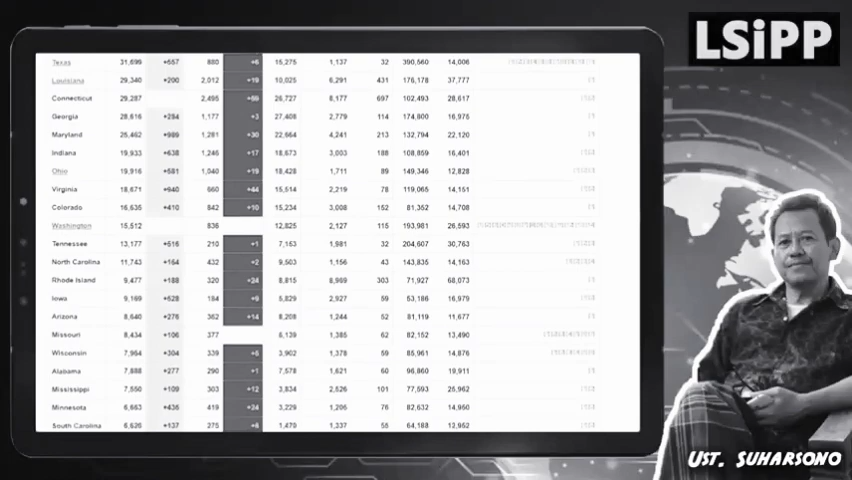 LSiPP
Texas 31,699 +557 880 +6 15,275 1,137 32 390,560 14,006
Louisiana 29,340 +200 2,012 +19 10,025 6,291 431 176,178 37,777
Connecticut 29,287 2,495 +59 26,727 8,177 697 102,493 28,617
Georgia 28,616 +284 1,177 +3 27,408 2,779 114 174,800 16,975
Maryland 25,462 +989 1,281 +30 22,664 4,241 213 132,794 22,120
Indiana 19,933 +638 1,246 +17 18,673 3,003 188 108,859 16,401
Ohio 19,916 +581 1,040 +19 18,428 1,711 89 149,346 12,828
Virginia 18,671 +940 660 +44 15,514 2,219 78 119,065 14,151
Colorado 16,635 +410 842 +10 15,234 3,008 152 81,352 14,708
Washington 15,512 836 12,825 2,127 115 193,981 26,593
Tennessee 13,177 +516 210 +1 7,163 1,981 32 204,607 30,763
North Carolina 11,743 +164 432 +2 9,503 1,156 43 143,835 14,163
Rhode Island 9,477 +188 320 +24 8,815 8,969 303 71,927 68,073
Iowa 9,169 +528 184 +9 5,829 2,927 59 53,186 16,979
Arizona 8,640 +276 362 +14 8,208 1,244 52 81,119 11,677
Missouri 8,434 +106 377 6,139 1,385 62 82,152 13,490
Wisconsin 7,964 +304 339 +5 3,902 1,378 59 85,961 14,876
Alabama 7,888 +277 290 +1 7,578 1,621 60 96,860 19,911
Mississippi 7,550 +109 303 +12 3,834 2,526 101 77,593 25,962
Minnesota 6,663 +435 419 +24 3,229 1,206 76 82,632 14,950
South Carolina 6,626 +137 275 +6 1,479 1,337 55 64,188 12,952
UST. SUHARSONO